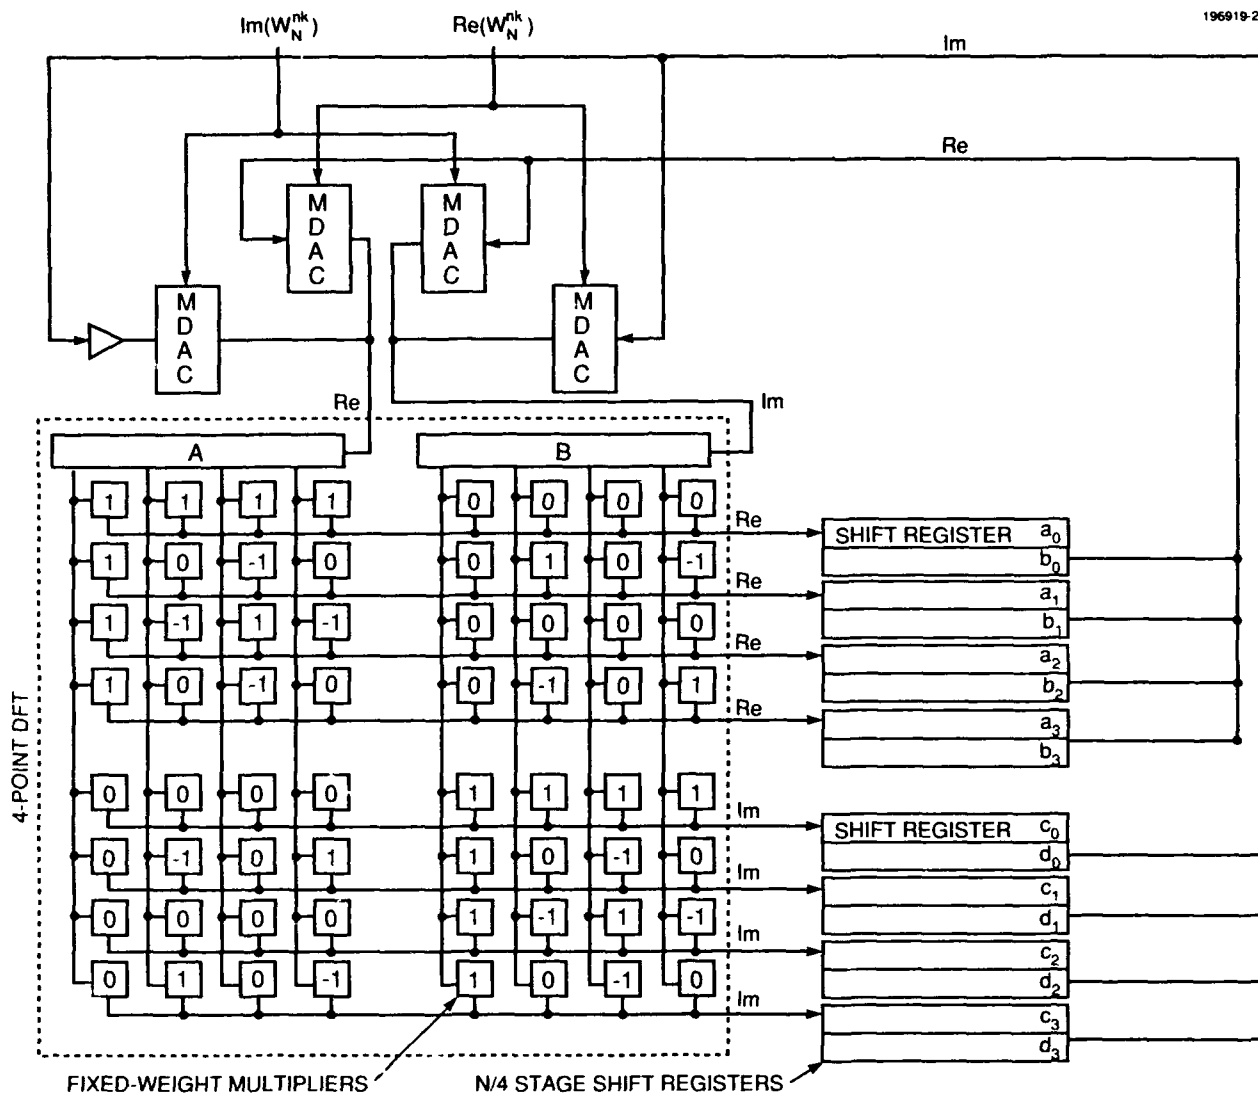 196919-2
Im(W_N^nk) Re(W_N^nk)
Im
Re
MDAC MDAC
MDAC MDAC
Re Im
A B
1 1 1 1 0 0 0 0
Re
SHIFT REGISTER a0
b0
1 0 -1 0 0 1 0 -1
Re
a1
b1
1 -1 1 -1 0 0 0 0
Re
a2
b2
1 0 -1 0 0 -1 0 1
Re
a3
b3
4-POINT DFT
0 0 0 0 1 1 1 1
Im
SHIFT REGISTER c0
d0
0 -1 0 1 1 0 -1 0
Im
c1
d1
0 0 0 0 1 -1 1 -1
Im
c2
d2
0 1 0 -1 1 0 -1 0
Im
c3
d3
FIXED-WEIGHT MULTIPLIERS N/4 STAGE SHIFT REGISTERS